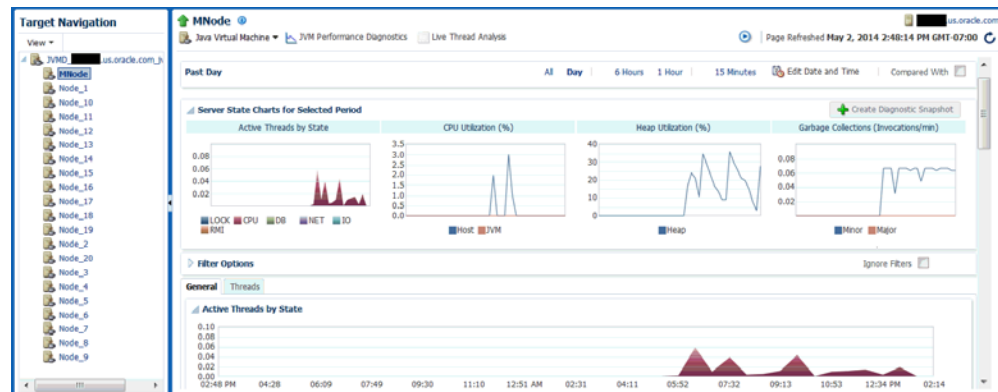 Target Navigation
View
JVMD_ .us.oracle.com_jv
MNode
Node_1
Node_10
Node_11
Node_12
Node_13
Node_14
Node_15
Node_16
Node_17
Node_18
Node_19
Node_2
Node_20
Node_3
Node_4
Node_5
Node_6
Node_7
Node_8
Node_9
MNode
.us.oracle.com
Java Virtual Machine JVM Performance Diagnostics Live Thread Analysis
Page Refreshed May 2, 2014 2:48:14 PM GMT-07:00
Past Day All Day 6 Hours 1 Hour 15 Minutes Edit Date and Time Compared With
Server State Charts for Selected Period Create Diagnostic Snapshot
Active Threads by State
0.08
0.06
0.04
0.02
LOCK CPU DB NET IO
RMI
CPU Utilization (%)
3.5
3.0
2.5
2.0
1.5
1.0
0.5
0.0
Host JVM
Heap Utilization (%)
40
30
20
10
0
Heap
Garbage Collections (Invocations/min)
0.08
0.06
0.04
Minor Major
Filter Options Ignore Filters
General Threads
Active Threads by State
0.10
0.08
0.06
0.04
0.02
0.00
02:48 PM 04:28 06:09 07:49 09:30 11:10 12:51 AM 02:31 04:11 05:52 07:32 09:13 10:53 12:34 PM 02:14